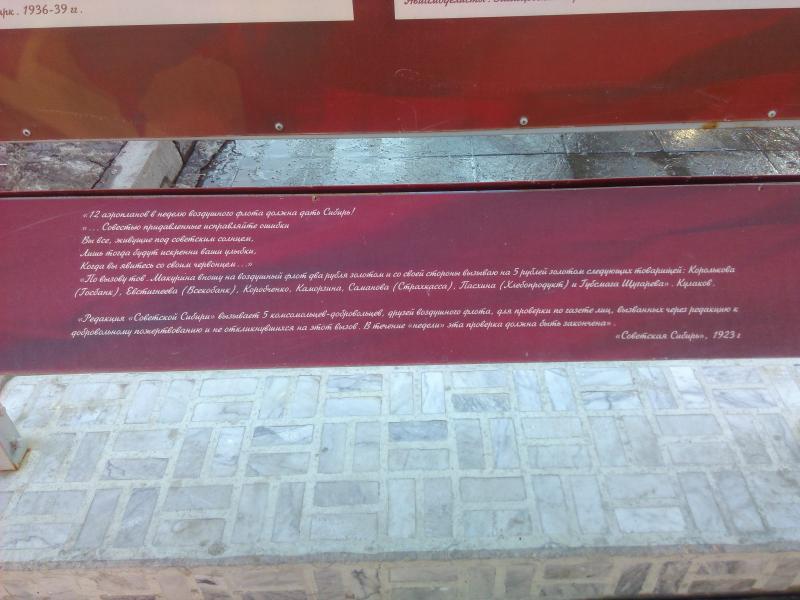 арк. 1936-39 гг.
«12 аэропланов в неделю воздушного флота должна дать Сибирь!
»... Совестью придавленные исправляйте ошибки
Вы все, живущие под советским солнцем,
Лишь тогда будут искренни ваши улыбки,
Когда вы явитесь со своим червонцем...»
«По вызову тов. Макурина вношу на воздушный флот два рубля золотом и со своей стороны вызываю на 5 рублей золотом следующих товарищей: Королькова
(Госбанк), Евстигнеева (Всекобанк), Коробченко, Каморзина, Саманова (Страхкасса), Пасхина (Хлебопродукт) и Губсмага Шугарева». Кулаков.
«Редакция «Советской Сибири» вызывает 5 комсомольцев-добровольцев, друзей воздушного флота, для проверки по газете лиц, вызванных через редакцию к
добровольному пожертвованию и не откликнувшихся на этот вызов. В течение «недели» эта проверка должна быть закончена».
«Советская Сибирь», 1923 г